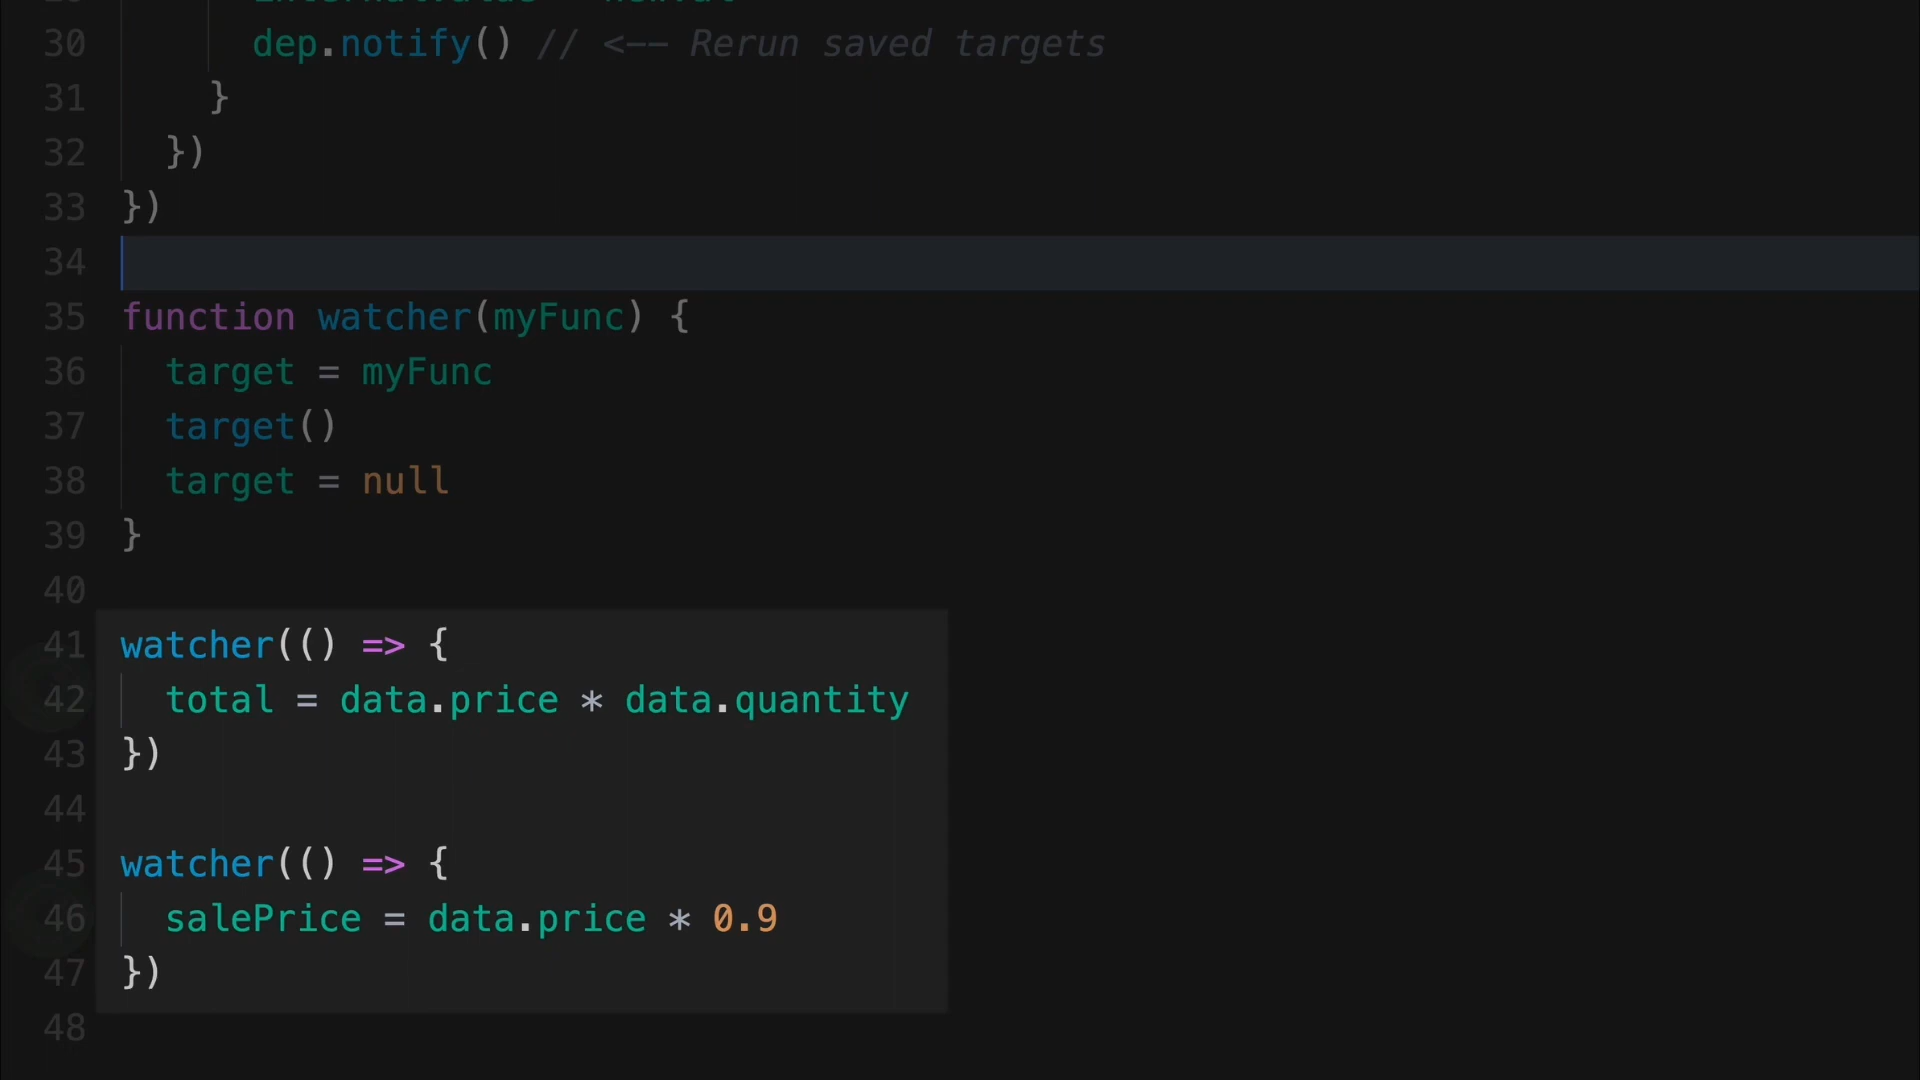 30 dep.notify() // <-- Rerun saved targets
31 }
32 })
33 })
34
35 function watcher(myFunc) {
36 target = myFunc
37 target()
38 target = null
39 }
40
41 watcher(() => {
42 total = data.price * data.quantity
43 })
44
45 watcher(() => {
46 salePrice = data.price * 0.9
47 })
48